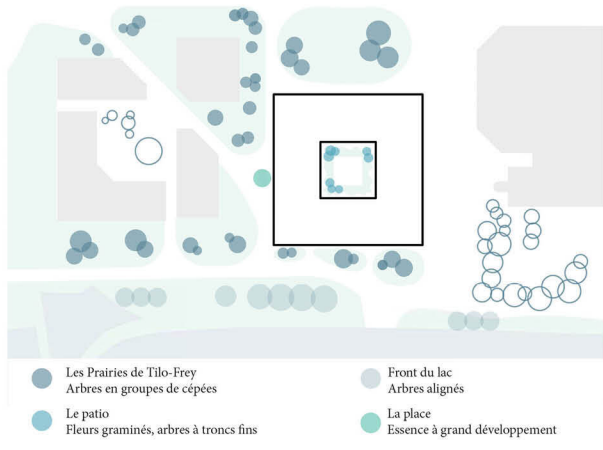 Les Prairies de Tilo-Frey
Arbres en groupes de cépées
Le patio
Fleurs graminés, arbres à troncs fins
Front du lac
Arbres alignés
La place
Essence à grand développement